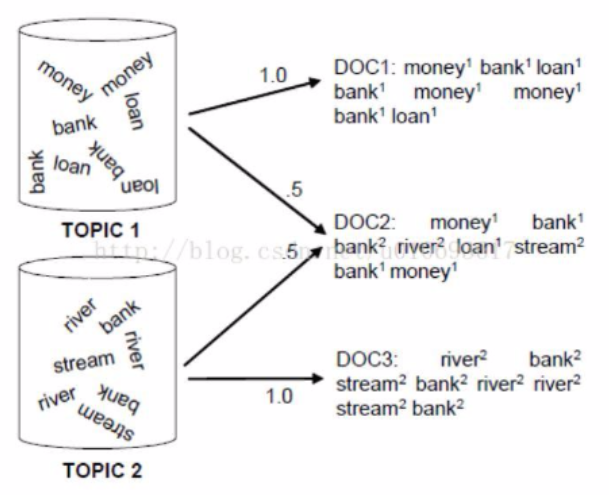 money
money
loan
bank
bank
loan
bank
loan
TOPIC 1
1.0
.5
DOC1: money¹ bank¹ loan¹
bank¹ money¹ money¹
bank¹ loan¹
DOC2: money¹ bank¹
bank² river² loan¹ stream²
bank¹ money¹
.5
river
bank
river
stream
river
bank
stream
TOPIC 2
1.0
DOC3: river² bank²
stream² bank² river² river²
stream² bank²